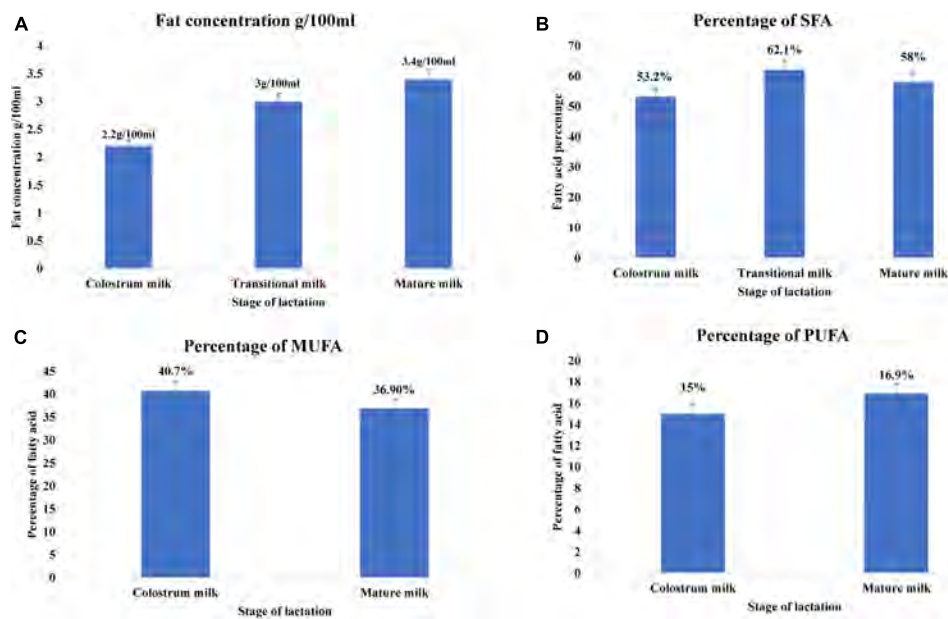 A
Fat concentration g/100ml
Fat concentration g/100ml
4
3.5
3
2.5
2
1.5
1
0.5
0
2.2g/100ml
3g/100ml
3.4g/100ml
Colostrum milk
Transitional milk
Mature milk
Stage of lactation
B
Percentage of SFA
Fatty acid percentage
70
60
50
40
30
20
10
0
53.2%
62.1%
58%
Colostrum milk
Transitional milk
Mature milk
Stage of lactation
C
Percentage of MUFA
Percentage of fatty acid
45
40
35
30
25
20
15
10
5
0
40.7%
36.90%
Colostrum milk
Mature milk
Stage of lactation
D
Percentage of PUFA
Percentage of fatty acid
20
18
16
14
12
10
8
6
4
2
0
15%
16.9%
Colostrum milk
Mature milk
Stage of lactation